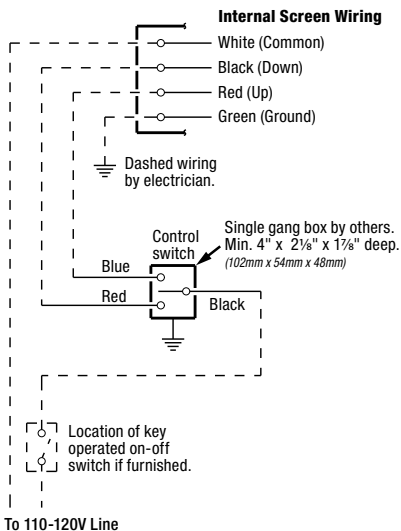 Internal Screen Wiring
White (Common)
Black (Down)
Red (Up)
Green (Ground)
Dashed wiring
by electrician.
Control
switch
Single gang box by others.
Min. 4" x 2⅛" x 1⅞" deep.
(102mm x 54mm x 48mm)
Blue
Red
Black
Location of key
operated on-off
switch if furnished.
To 110-120V Line